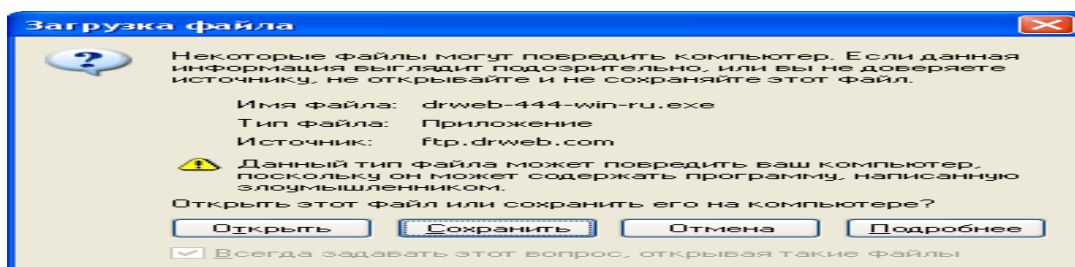 Загрузка файла
Некоторые файлы могут повредить компьютер. Если данная
информация выглядит подозрительно, или вы не доверяете
источнику, не открывайте и не сохраняйте этот файл.
Имя файла: drweb-444-win-ru.exe
Тип файла: Приложение
Источник: ftp.drweb.com
Данный тип файла может повредить ваш компьютер,
поскольку он может содержать программу, написанную
злоумышленником.
Открыть этот файл или сохранить его на компьютере?
Открыть Сохранить Отмена Подробнее
Всегда задавать этот вопрос, открывая такие файлы